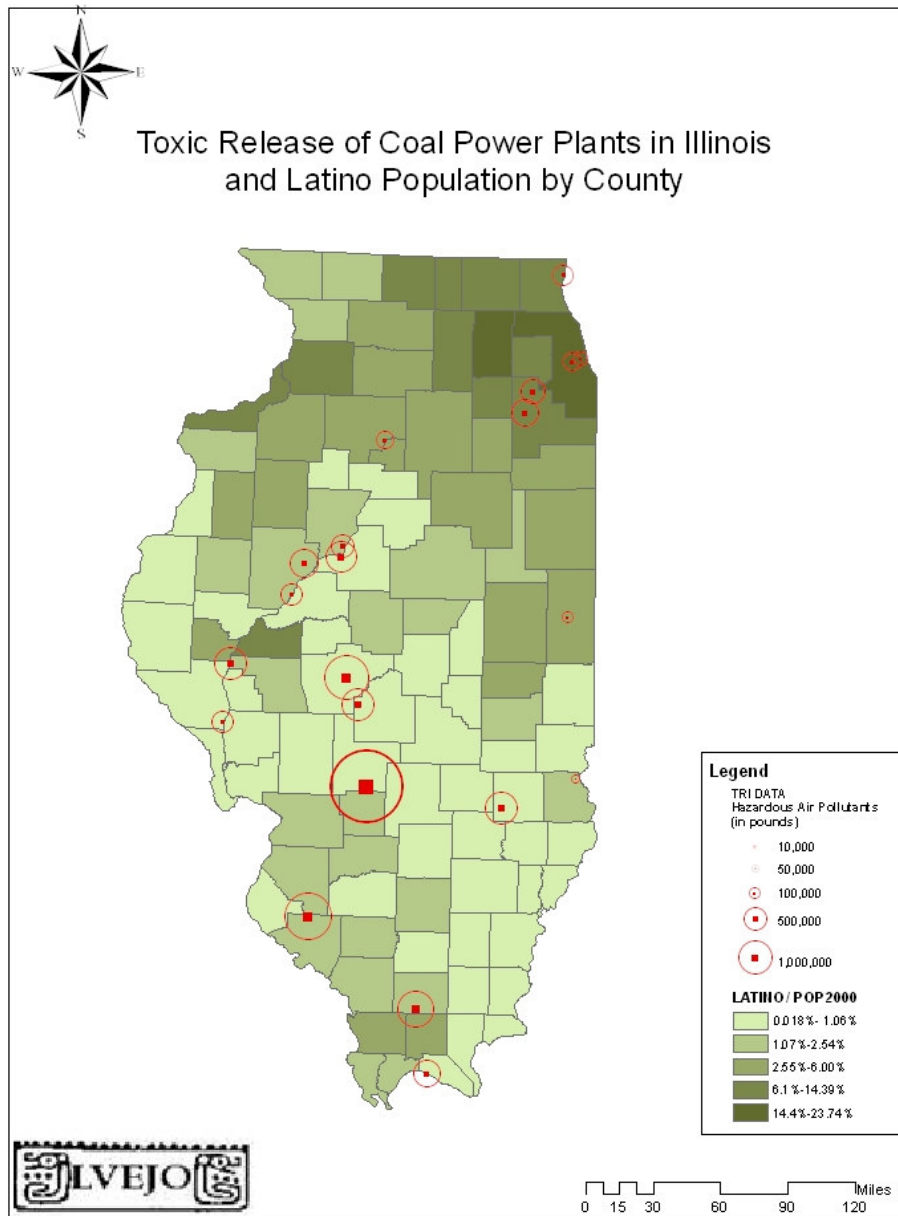 N
W E
S
Toxic Release of Coal Power Plants in Illinois
and Latino Population by County
Legend
TRI DATA
Hazardous Air Pollutants
(in pounds)
10,000
50,000
100,000
500,000
1,000,000
LATINO / POP2000
0.018%- 1.06%
1.07%-2.54%
2.55%-6.00%
6.1%-14.39%
14.4%-23.74%
LVEJO
Miles
0 15 30 60 90 120